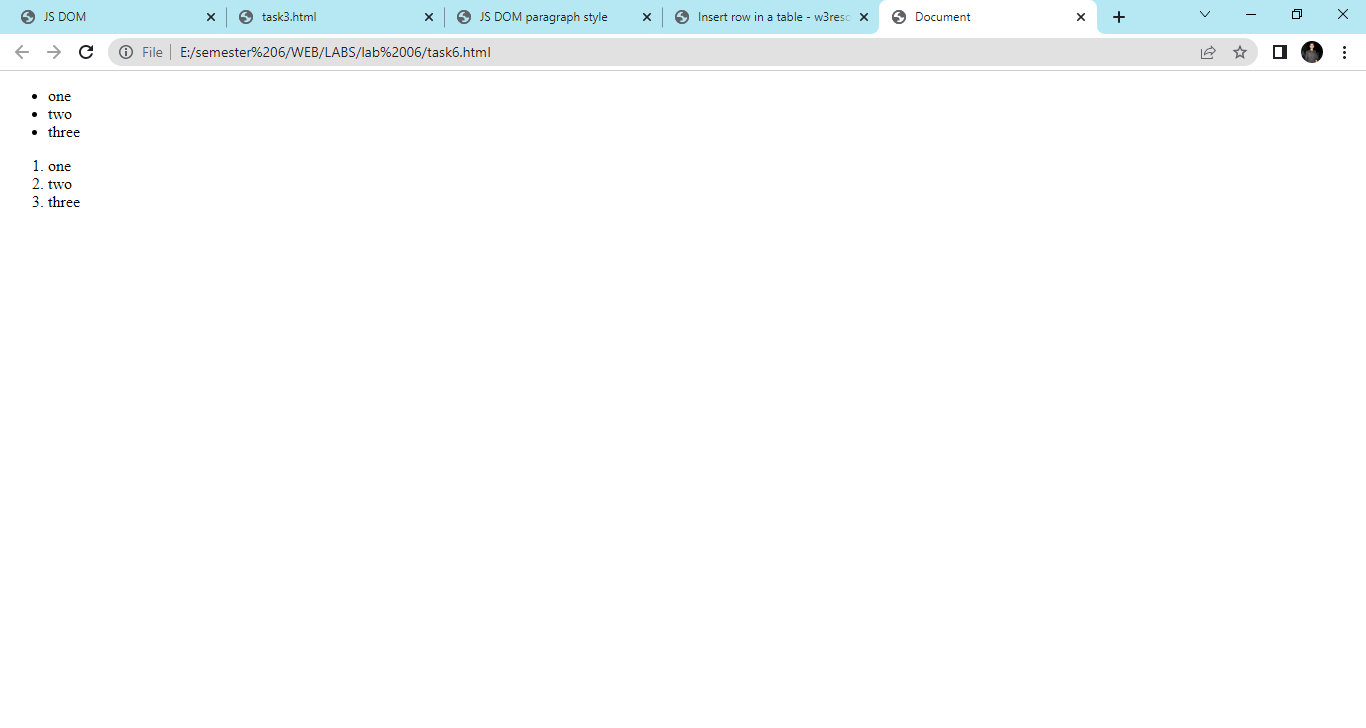 JS DOM
task3.html
JS DOM paragraph style
Insert row in a table - w3resc
Document
File
E:/semester%206/WEB/LABS/lab%2006/task6.html
• one
• two
• three
1. one
2. two
3. three